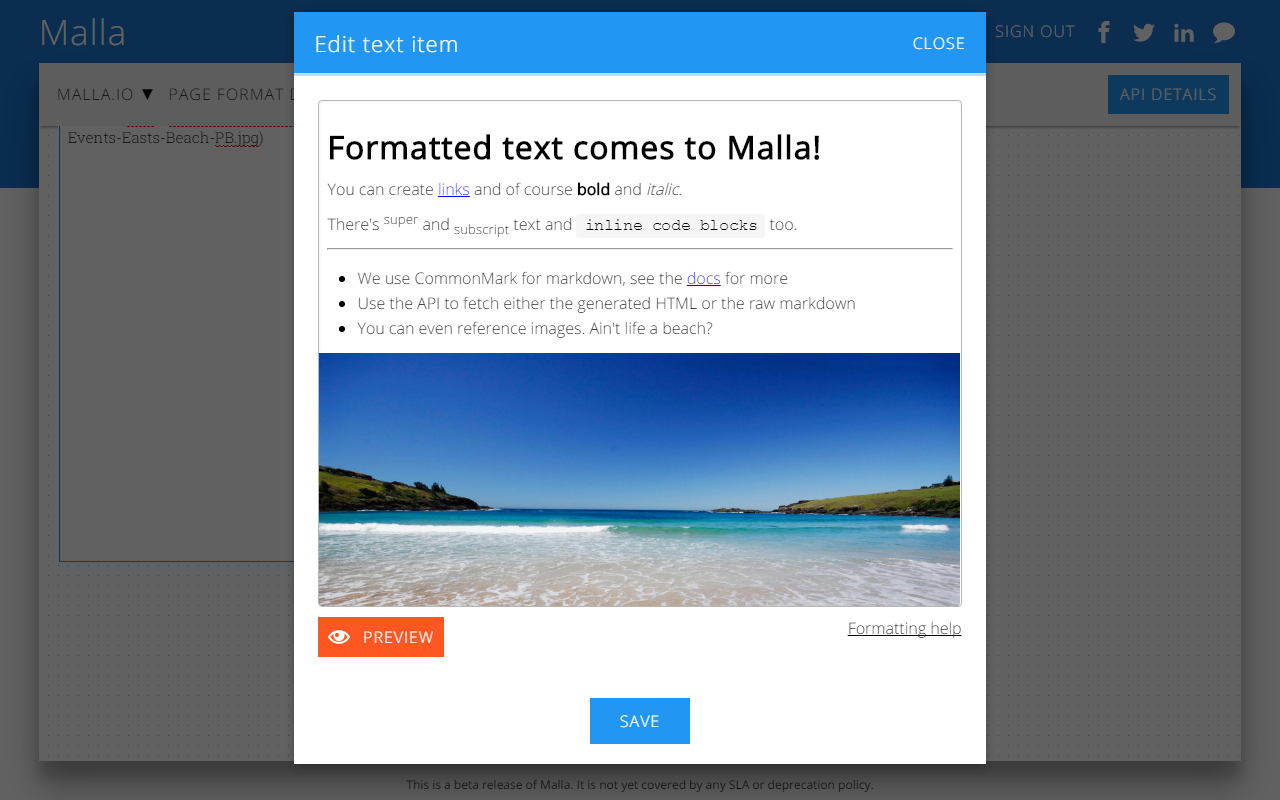 Malla
SIGN OUT
Edit text item
CLOSE
MALLA.IO ▼ PAGE FORMAT
API DETAILS
Events-Easts-Beach-PB.jpg)
Formatted text comes to Malla!
You can create links and of course bold and italic.
There's super and subscript text and inline code blocks too.
We use CommonMark for markdown, see the docs for more
Use the API to fetch either the generated HTML or the raw markdown
You can even reference images. Ain't life a beach?
PREVIEW
Formatting help
SAVE
This is a beta release of Malla. It is not yet covered by any SLA or deprecation policy.